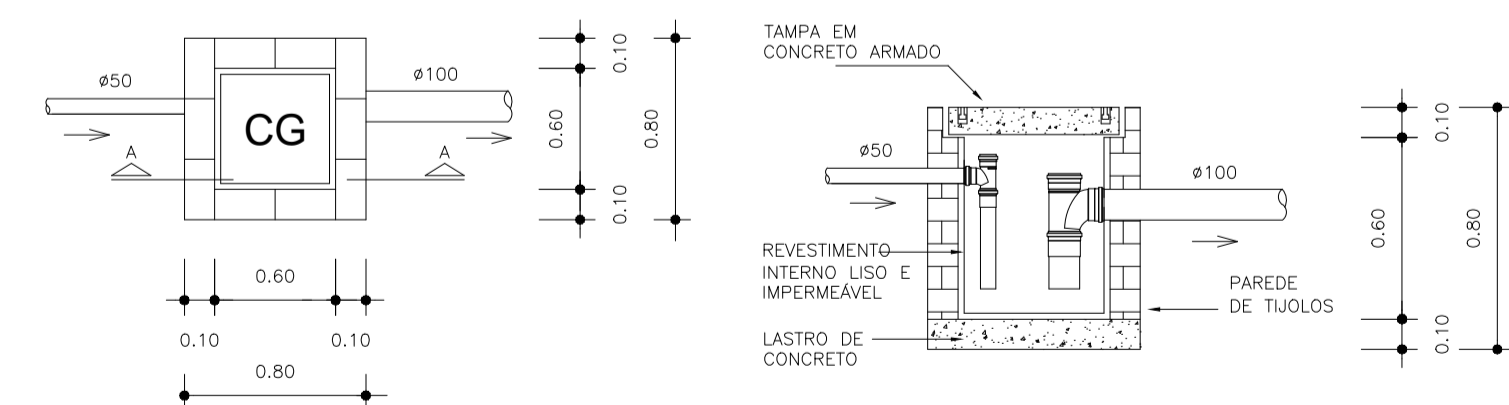 ø50
CG
ø100
A
A
0.10
0.60
0.10
0.80
0.60
0.10
0.10
0.80
TAMPA EM
CONCRETO ARMADO
ø50
ø100
REVESTIMENTO
INTERNO LISO E
IMPERMEÁVEL
LASTRO DE
CONCRETO
PAREDE
DE TIJOLOS
0.10
0.60
0.10
0.80